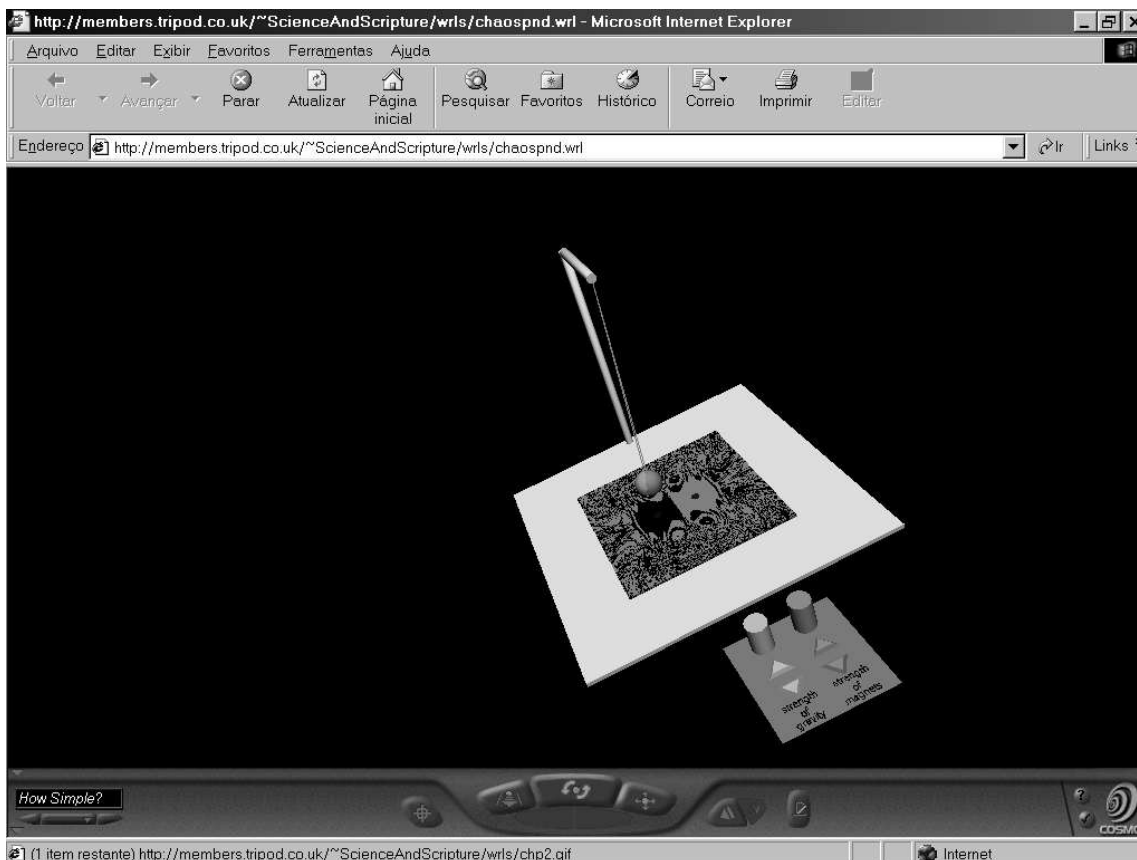 http://members.tripod.co.uk/~ScienceAndScripture/wrls/chaospnd.wrl - Microsoft Internet Explorer
Arquivo Editar Exibir Favoritos Ferramentas Ajuda
Voltar Avançar Parar Atualizar Página inicial Pesquisar Favoritos Histórico Correio Imprimir Editar
Endereço http://members.tripod.co.uk/~ScienceAndScripture/wrls/chaospnd.wrl Ir Links
strength
of
gravity
strength
of
magnets
How Simple?
COSMO
(1 item restante) http://members.tripod.co.uk/~ScienceAndScripture/wrls/chp2.gif Internet